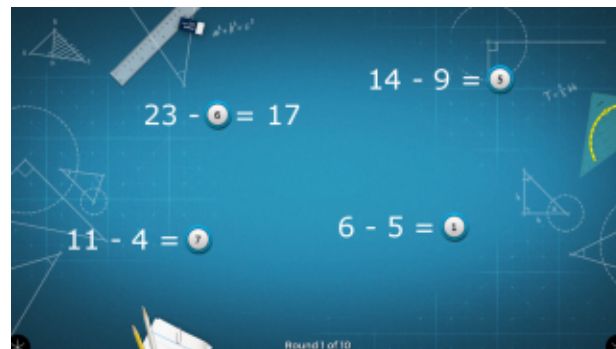 14 - 9 = 5
23 - 6 = 17
11 - 4 = 7
6 - 5 = 1
Round 1 of 10